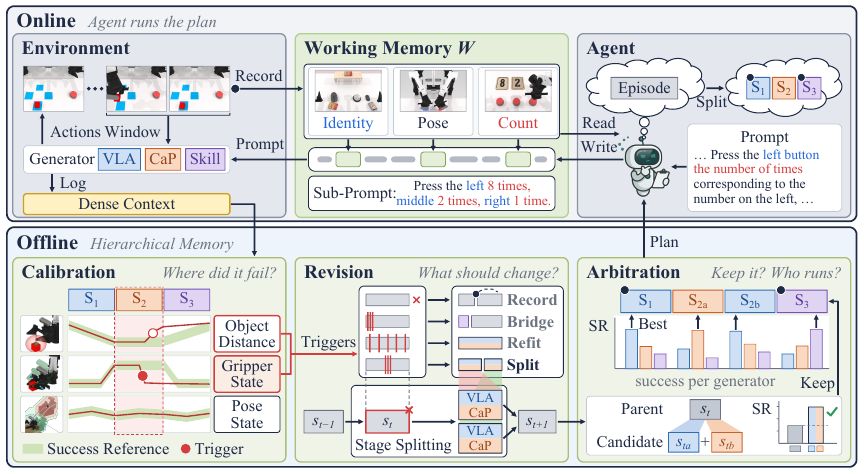 Online Agent runs the plan
Environment
Record
Actions Window
Generator VLA CaP Skill
Prompt
Log
Dense Context
Working Memory W
Identity Pose Count
8 2
Sub-Prompt: Press the left 8 times,
middle 2 times, right 1 time.
Read
Write
Agent
Episode
Split
S1 S2 S3
Prompt
... Press the left button
the number of times
corresponding to the
number on the left, ...
Plan
Offline Hierarchical Memory
Calibration Where did it fail?
S1 S2 S3
Object
Distance
Gripper
State
Pose
State
Success Reference Trigger
Triggers
Revision What should change?
Record
Bridge
Refit
Split
st-1 st
Stage Splitting
VLA
CaP
VLA
CaP
st+1
Arbitration Keep it? Who runs?
S1 S2a S2b S3
SR
Best
success per generator
Keep
Parent st
Candidate sta + stb
SR